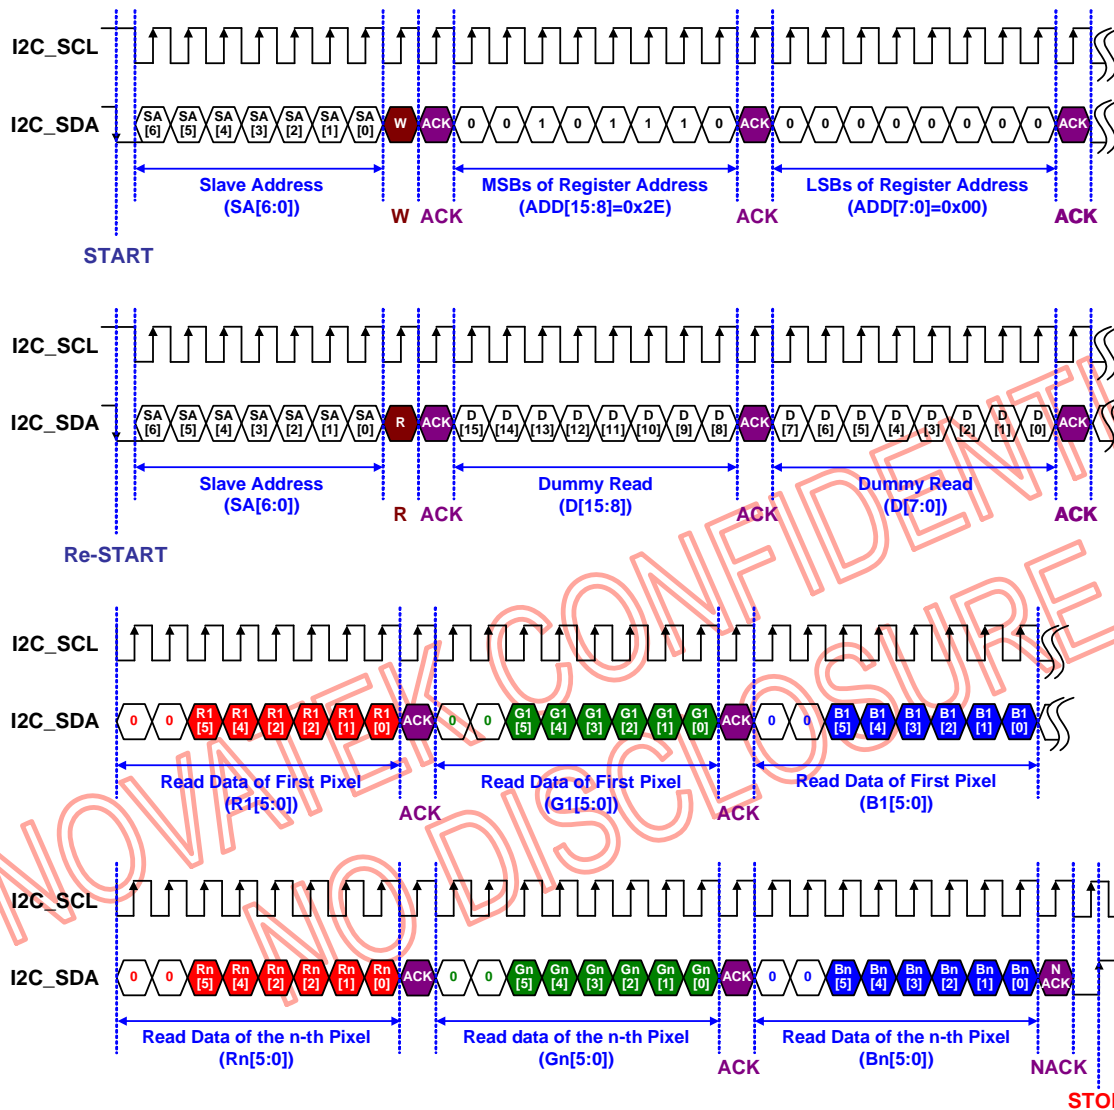 I2C_SCL
I2C_SDA
SA [6] SA [5] SA [4] SA [3] SA [2] SA [1] SA [0] W ACK 0 0 1 0 1 1 1 0 ACK 0 0 0 0 0 0 0 0 ACK
Slave Address MSBs of Register Address LSBs of Register Address
(SA[6:0]) (ADD[15:8]=0x2E) (ADD[7:0]=0x00)
W ACK ACK ACK
START
I2C_SCL
I2C_SDA
SA [6] SA [5] SA [4] SA [3] SA [2] SA [1] SA [0] R ACK D [15] D [14] D [13] D [12] D [11] D [10] D [9] D [8] ACK D [7] D [6] D [5] D [4] D [3] D [2] D [1] D [0] ACK
Slave Address Dummy Read Dummy Read
(SA[6:0]) (D[15:8]) (D[7:0])
R ACK ACK ACK
Re-START
I2C_SCL
I2C_SDA
0 0 R1 [5] R1 [4] R1 [2] R1 [2] R1 [1] R1 [0] ACK 0 0 G1 [5] G1 [4] G1 [3] G1 [2] G1 [1] G1 [0] ACK 0 0 B1 [5] B1 [4] B1 [3] B1 [2] B1 [1] B1 [0]
Read Data of First Pixel Read Data of First Pixel Read Data of First Pixel
(R1[5:0]) (G1[5:0]) (B1[5:0])
ACK ACK
I2C_SCL
I2C_SDA
0 0 Rn [5] Rn [4] Rn [2] Rn [2] Rn [1] Rn [0] ACK 0 0 Gn [5] Gn [4] Gn [3] Gn [2] Gn [1] Gn [0] ACK 0 0 Bn [5] Bn [4] Bn [3] Bn [2] Bn [1] Bn [0] N ACK
Read Data of the n-th Pixel Read data of the n-th Pixel Read Data of the n-th Pixel
(Rn[5:0]) (Gn[5:0]) (Bn[5:0])
ACK NACK
NOVATEK CONFIDENTI
NO DISCLOSURE